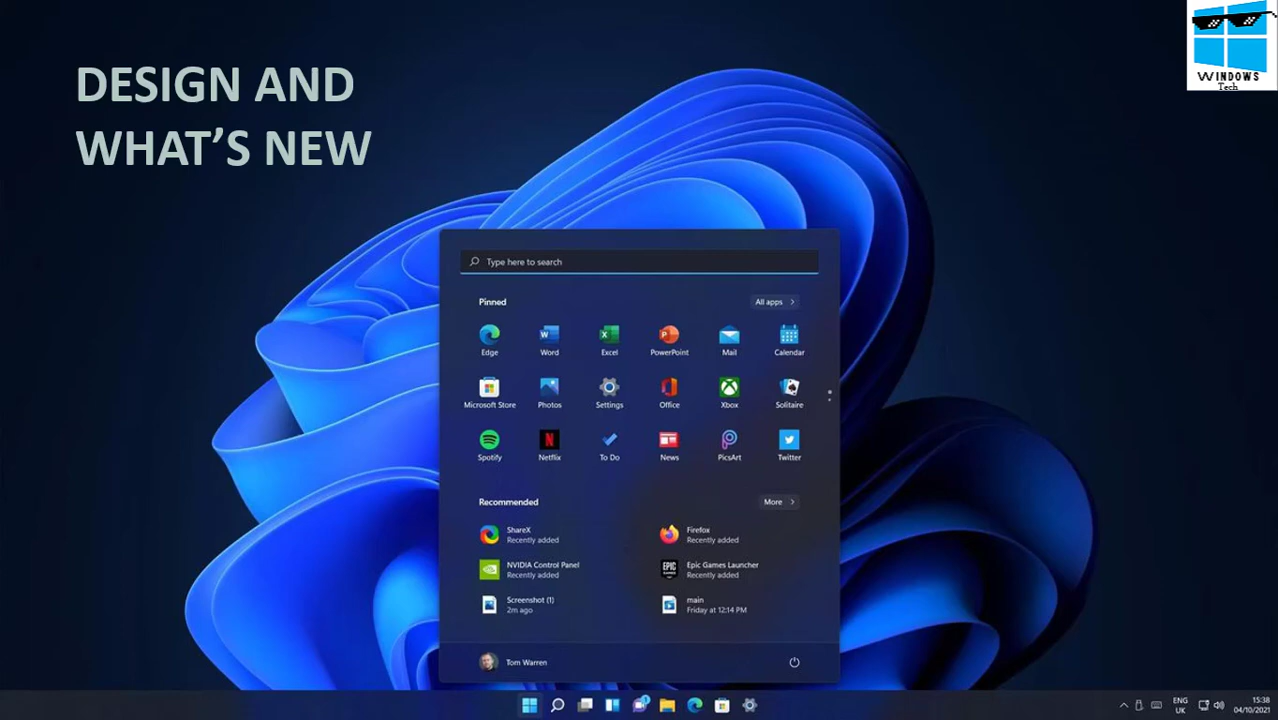 DESIGN AND
WHAT'S NEW
WINDOWS
Tech
Type here to search
Pinned
All apps
Edge
Word
Excel
PowerPoint
Mail
Calendar
Microsoft Store
Photos
Settings
Office
Xbox
Solitaire
Spotify
Netflix
To Do
News
PicsArt
Twitter
Recommended
More
ShareX
Recently added
Firefox
Recently added
NVIDIA Control Panel
Recently added
Epic Games Launcher
Recently added
Screenshot (1)
2m ago
main
Friday at 12:14 PM
Tom Warren
ENG
UK
15:38
04/10/2021